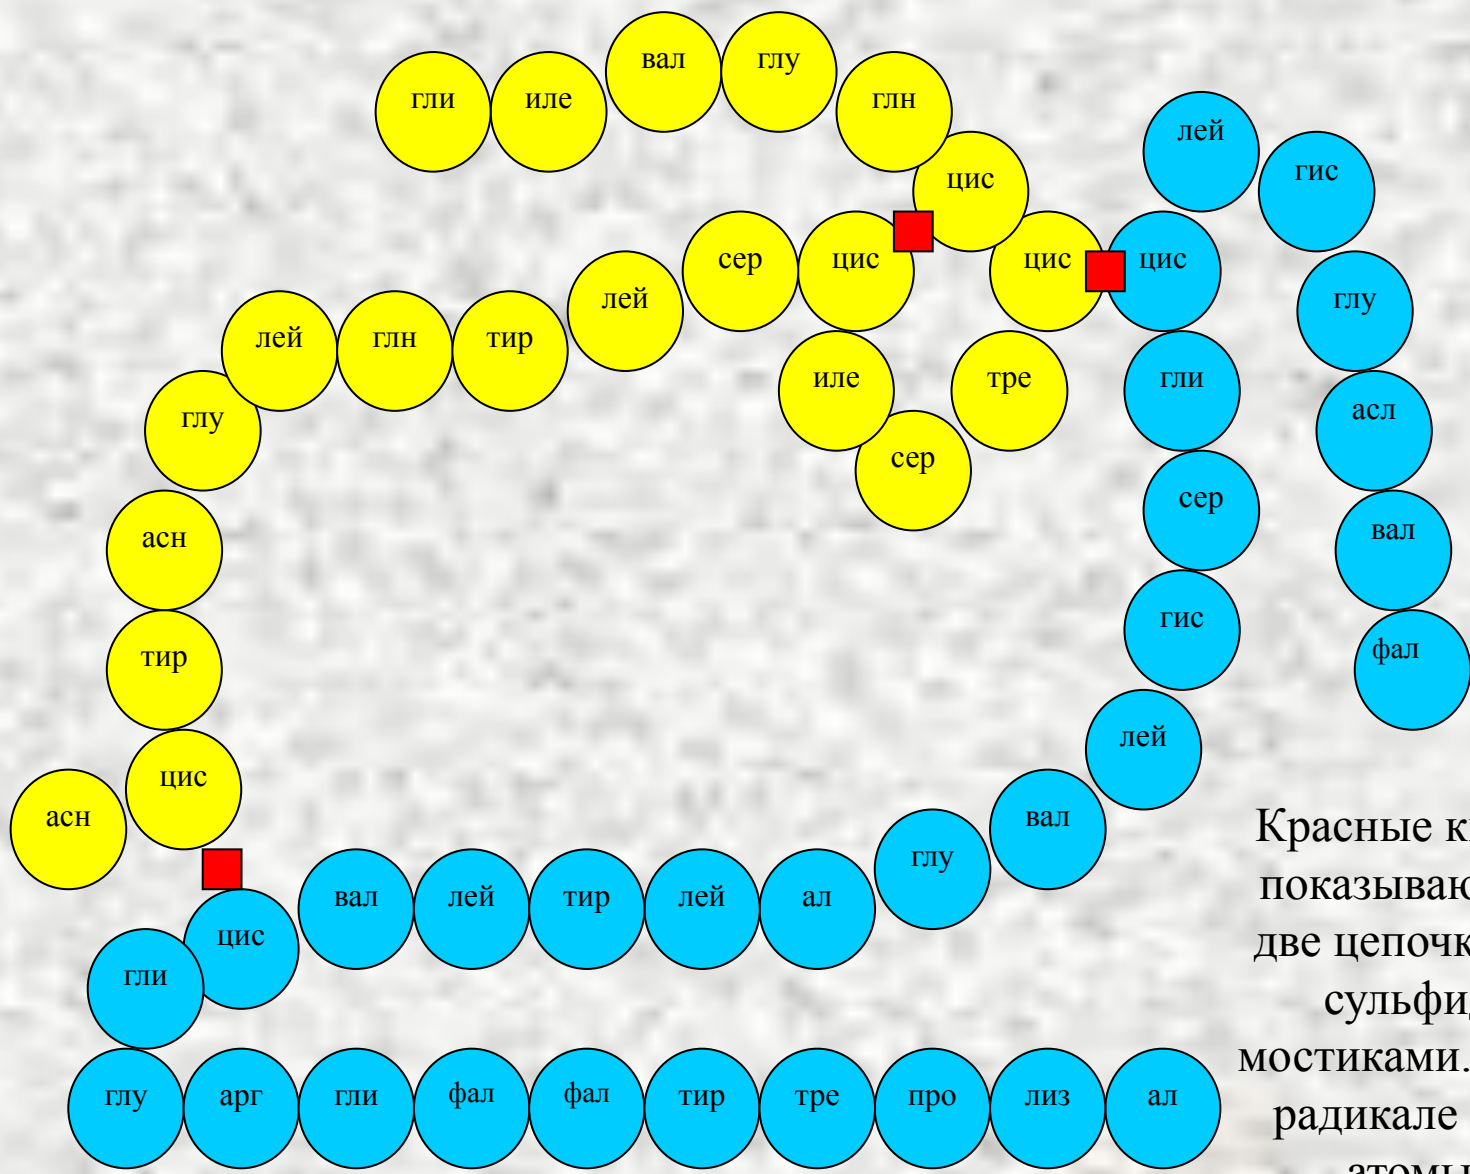 гли иле вал глу глн цис цис тре сер иле цис сер лей тир глн лей глу асн тир цис асн
фал вал асл глу гис лей цис гли сер гис лей вал глу ал лей тир лей вал цис гли глу арг гли фал фал тир тре про лиз ал
Красные
показываю
две цепочк
сульфид
мостиками.
радикале
атомы